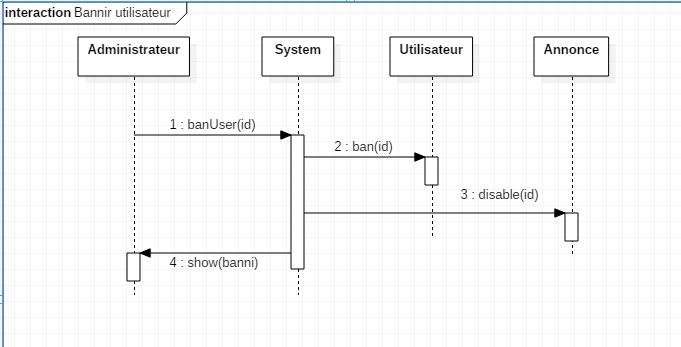 interaction Bannir utilisateur
Administrateur
System
Utilisateur
Annonce
1 : banUser(id)
2 : ban(id)
3 : disable(id)
4 : show(banni)